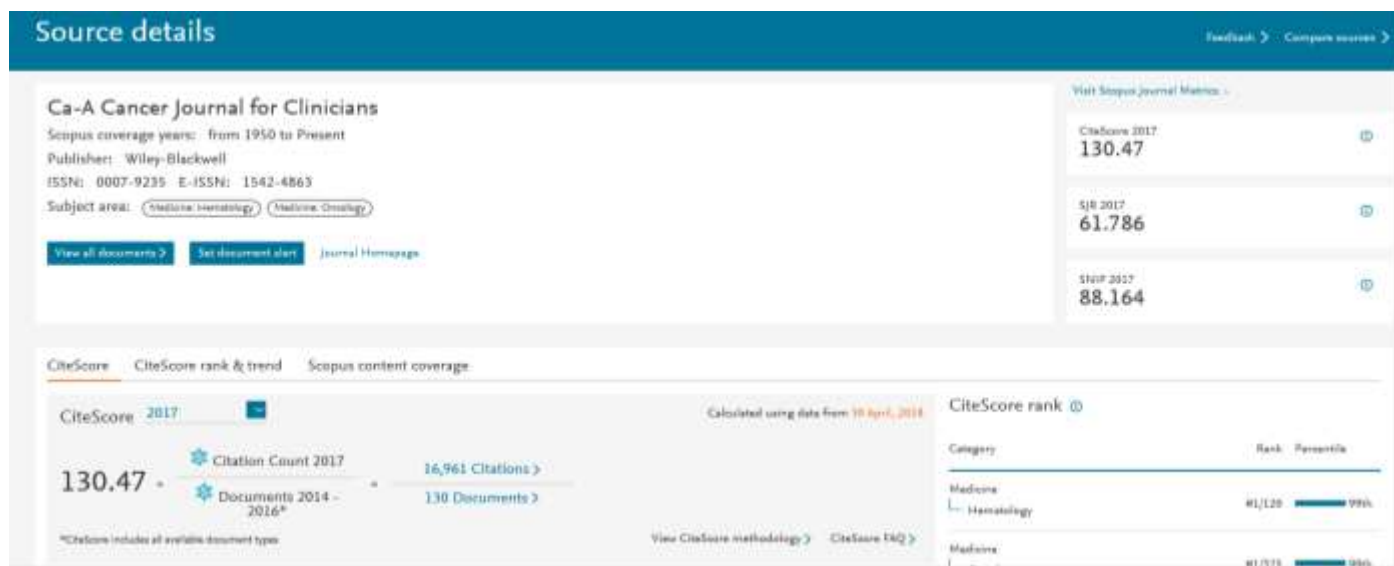 Source details
Feedback > Compare sources >
Ca-A Cancer Journal for Clinicians
Scopus coverage years: from 1950 to Present
Publisher: Wiley-Blackwell
ISSN: 0007-9235 E-ISSN: 1542-4863
Subject area: Medicine: Hematology Medicine: Oncology
View all documents > Set document alert Journal Homepage
Visit Scopus Journal Metrics
CiteScore 2017
130.47
SJR 2017
61.786
SNIP 2017
88.164
CiteScore CiteScore rank & trend Scopus content coverage
CiteScore 2017
Calculated using data from 30 April, 2018
130.47 =
Citation Count 2017
Documents 2014 -
2016*
=
16,961 Citations >
130 Documents >
*CiteScore includes all available document types
View CiteScore methodology > CiteScore FAQ >
CiteScore rank
Category Rank Percentile
Medicine
Hematology #1/120 99th
Medicine
99th